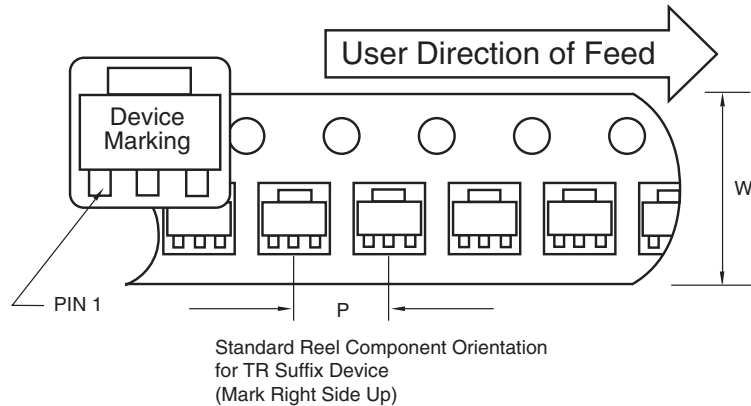 User Direction of Feed
Device
Marking
W
PIN 1
P
Standard Reel Component Orientation
for TR Suffix Device
(Mark Right Side Up)